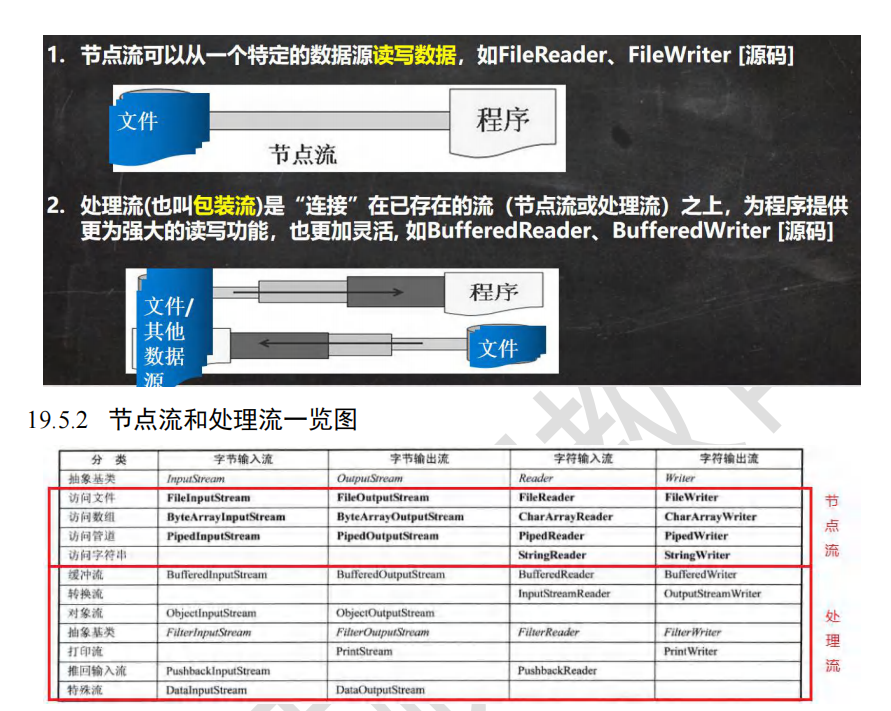 1. 节点流可以从一个特定的数据源读写数据，如FileReader、FileWriter [源码]
文件
程序
节点流
2. 处理流(也叫包装流)是“连接”在已存在的流（节点流或处理流）之上，为程序提供
更为强大的读写功能，也更加灵活, 如BufferedReader、BufferedWriter [源码]
文件/
其他
数据
源
程序
文件
19.5.2 节点流和处理流一览图
分 类 字节输入流 字节输出流 字符输入流 字符输出流
抽象基类 InputStream OutputStream Reader Writer
访问文件 FileInputStream FileOutputStream FileReader FileWriter
访问数组 ByteArrayInputStream ByteArrayOutputStream CharArrayReader CharArrayWriter
访问管道 PipedInputStream PipedOutputStream PipedReader PipedWriter
访问字符串 StringReader StringWriter
缓冲流 BufferedInputStream BufferedOutputStream BufferedReader BufferedWriter
转换流 InputStreamReader OutputStreamWriter
对象流 ObjectInputStream ObjectOutputStream
抽象基类 FilterInputStream FilterOutputStream FilterReader FilterWriter
打印流 PrintStream PrintWriter
推回输入流 PushbackInputStream PushbackReader
特殊流 DataInputStream DataOutputStream
节
点
流
处
理
流